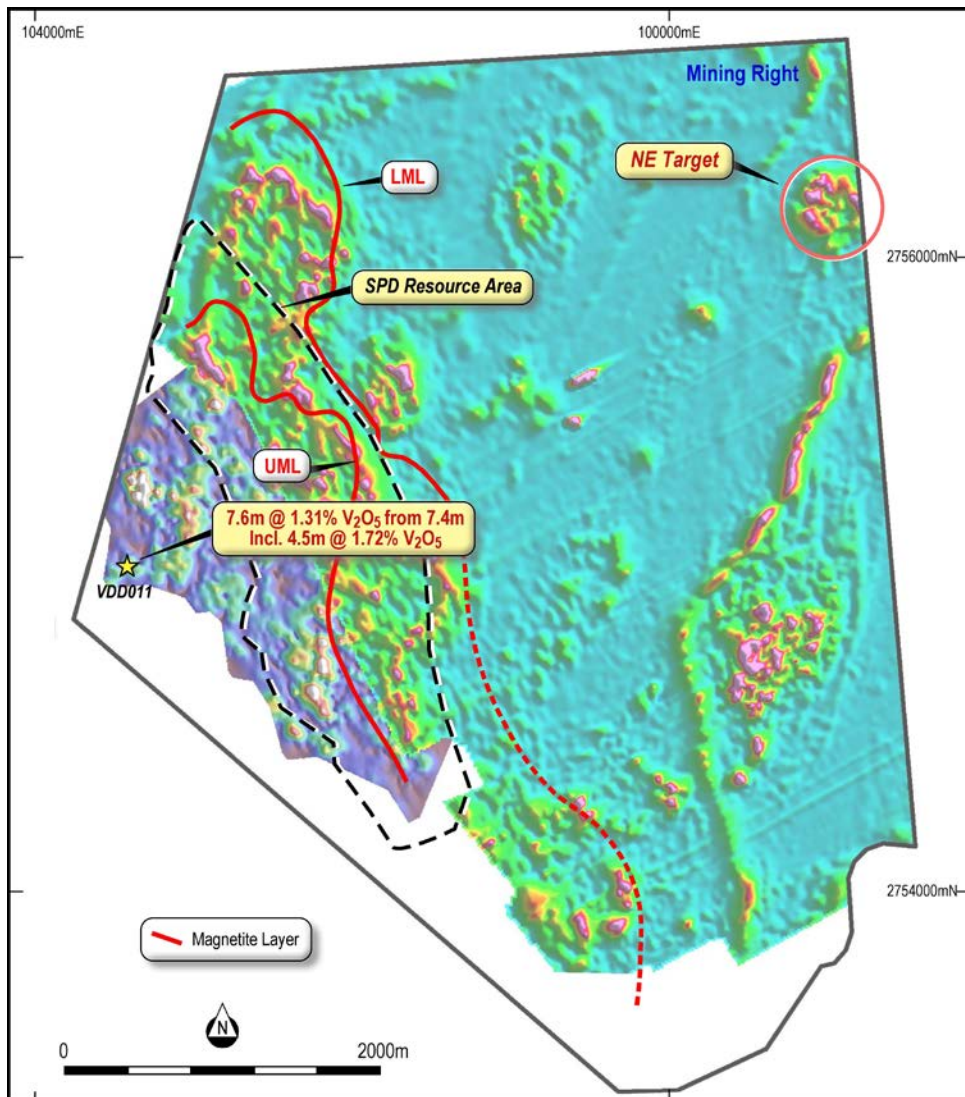 104000mE
100000mE
Mining Right
NE Target
LML
2756000mN
SPD Resource Area
UML
7.6m @ 1.31% V₂O₅ from 7.4m
Incl. 4.5m @ 1.72% V₂O₅
VDD011
2754000mN
Magnetite Layer
N
0
2000m